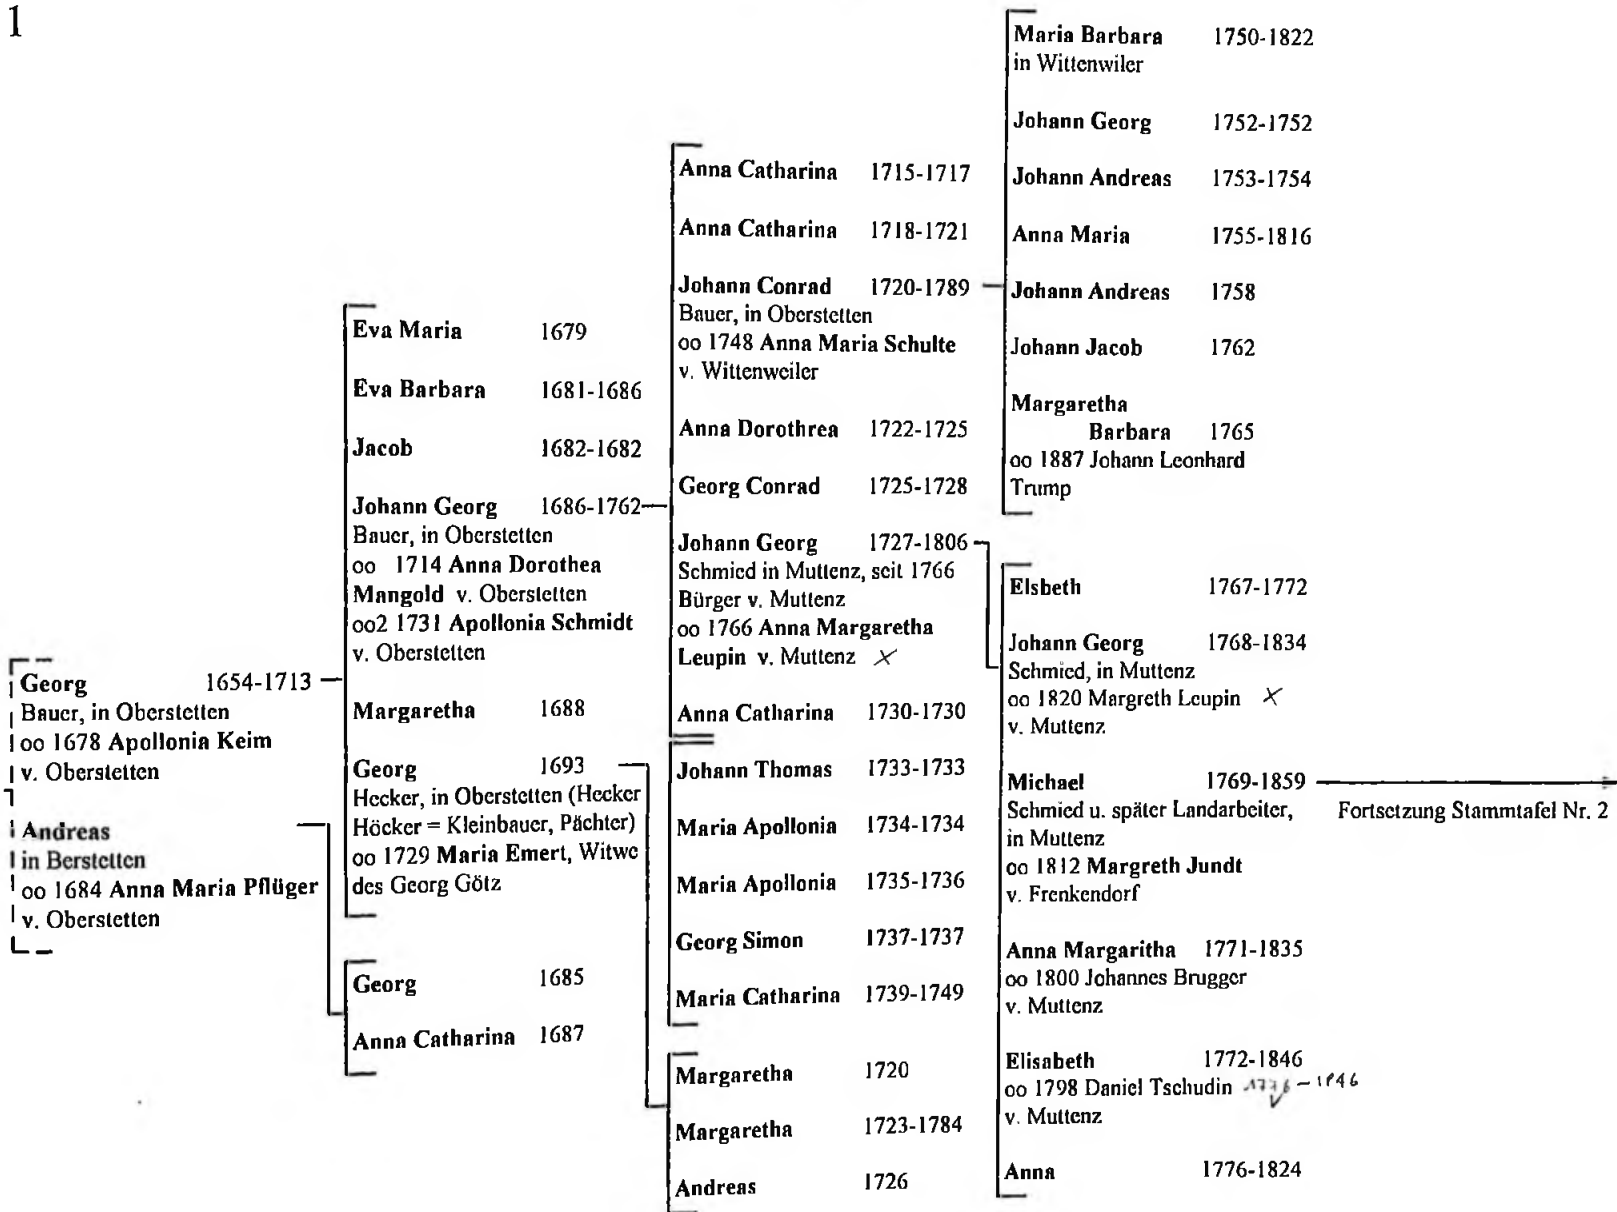 1
Georg 1654-1713
Bauer, in Oberstetten
oo 1678 Apollonia Keim
v. Oberstetten
Andreas
in Berstetten
oo 1684 Anna Maria Pflüger
v. Oberstetten
Eva Maria 1679
Eva Barbara 1681-1686
Jacob 1682-1682
Johann Georg 1686-1762
Bauer, in Oberstetten
oo 1714 Anna Dorothea
Mangold v. Oberstetten
oo2 1731 Apollonia Schmidt
v. Oberstetten
Margaretha 1688
Georg 1693
Hecker, in Oberstetten (Hecker
Höcker = Kleinbauer, Pächter)
oo 1729 Maria Emert, Witwe
des Georg Götz
Georg 1685
Anna Catharina 1687
Anna Catharina 1715-1717
Anna Catharina 1718-1721
Johann Conrad 1720-1789
Bauer, in Oberstetten
oo 1748 Anna Maria Schulte
v. Wittenweiler
Anna Dorothrea 1722-1725
Georg Conrad 1725-1728
Johann Georg 1727-1806
Schmied in Muttenz, seit 1766
Bürger v. Muttenz
oo 1766 Anna Margaretha
Leupin v. Muttenz X
Anna Catharina 1730-1730
Johann Thomas 1733-1733
Maria Apollonia 1734-1734
Maria Apollonia 1735-1736
Georg Simon 1737-1737
Maria Catharina 1739-1749
Margaretha 1720
Margaretha 1723-1784
Andreas 1726
Maria Barbara 1750-1822
in Wittenwiler
Johann Georg 1752-1752
Johann Andreas 1753-1754
Anna Maria 1755-1816
Johann Andreas 1758
Johann Jacob 1762
Margaretha
Barbara 1765
oo 1887 Johann Leonhard
Trump
Elsbeth 1767-1772
Johann Georg 1768-1834
Schmied, in Muttenz
oo 1820 Margreth Leupin X
v. Muttenz
Michael 1769-1859
Schmied u. später Landarbeiter,
in Muttenz
oo 1812 Margreth Jundt
v. Frenkendorf
Anna Margaritha 1771-1835
oo 1800 Johannes Brugger
v. Muttenz
Elisabeth 1772-1846
oo 1798 Daniel Tschudin
v. Muttenz
Anna 1776-1824
Fortsetzung Stammtafel Nr. 2